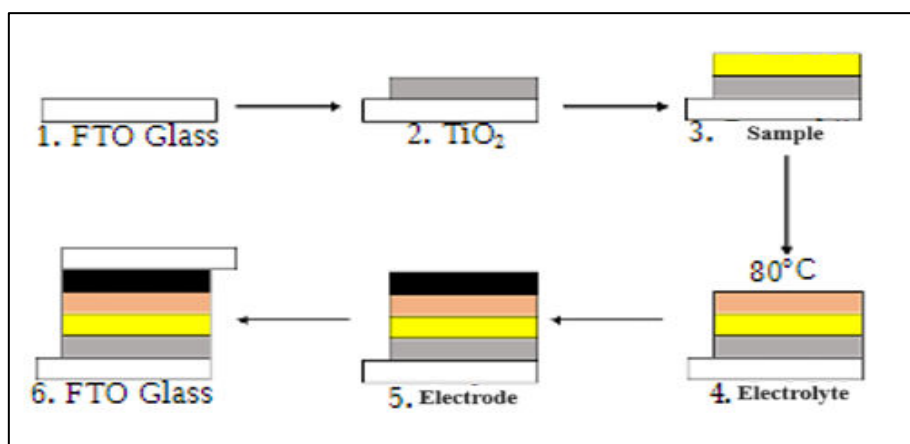 1. FTO Glass
2. TiO₂
3. Sample
80°C
6. FTO Glass
5. Electrode
4. Electrolyte